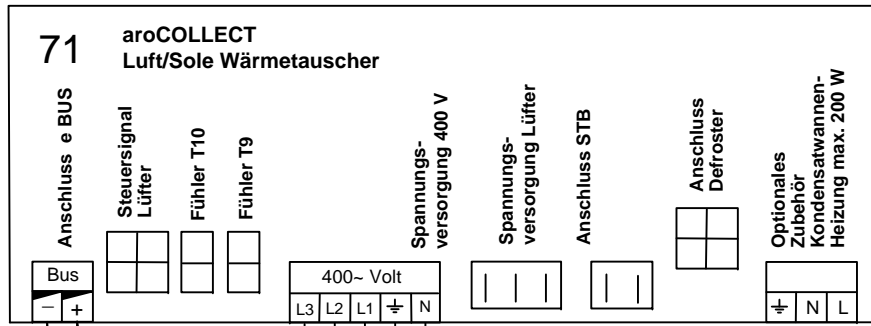 71
aroCOLLECT
Luft/Sole Wärmetauscher
Anschluss e BUS
Steuersignal
Lüfter
Fühler T10
Fühler T9
Spannungs-
versorgung 400 V
Spannungs-
versorgung Lüfter
Anschluss STB
Anschluss
Defroster
Optionales
Zubehör
Kondensatwannen-
Heizung max. 200 W
Bus
− +
400~ Volt
L3 L2 L1 ⏚ N
⏚ N L